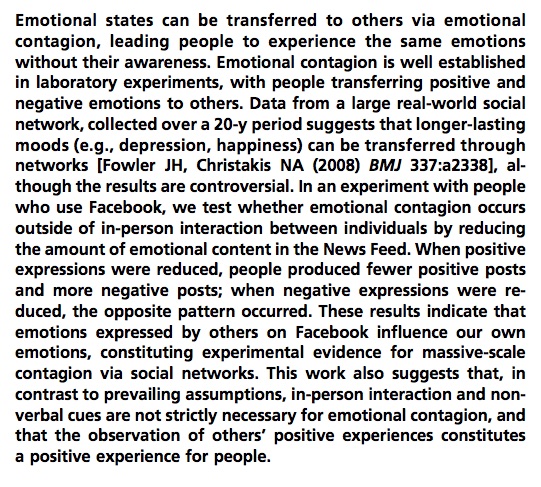 Emotional states can be transferred to others via emotional
contagion, leading people to experience the same emotions
without their awareness. Emotional contagion is well established
in laboratory experiments, with people transferring positive and
negative emotions to others. Data from a large real-world social
network, collected over a 20-y period suggests that longer-lasting
moods (e.g., depression, happiness) can be transferred through
networks [Fowler JH, Christakis NA (2008) BMJ 337:a2338], al-
though the results are controversial. In an experiment with people
who use Facebook, we test whether emotional contagion occurs
outside of in-person interaction between individuals by reducing
the amount of emotional content in the News Feed. When positive
expressions were reduced, people produced fewer positive posts
and more negative posts; when negative expressions were re-
duced, the opposite pattern occurred. These results indicate that
emotions expressed by others on Facebook influence our own
emotions, constituting experimental evidence for massive-scale
contagion via social networks. This work also suggests that, in
contrast to prevailing assumptions, in-person interaction and non-
verbal cues are not strictly necessary for emotional contagion, and
that the observation of others’ positive experiences constitutes
a positive experience for people.